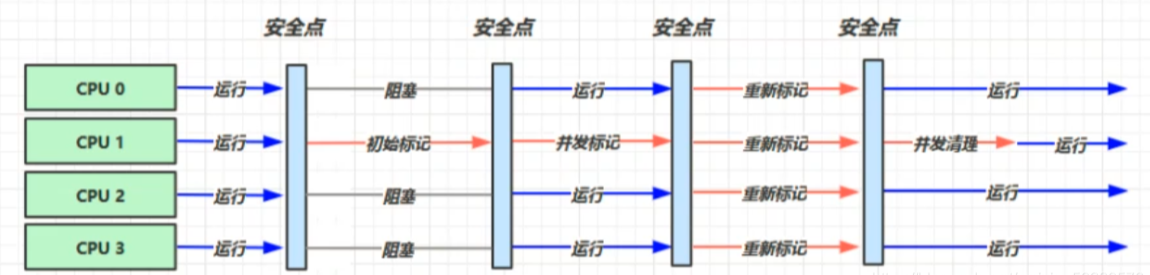 安全点 安全点 安全点 安全点
CPU 0 运行 阻塞 运行 重新标记 运行
CPU 1 运行 初始标记 并发标记 重新标记 并发清理 运行
CPU 2 运行 阻塞 运行 重新标记 运行
CPU 3 运行 阻塞 运行 重新标记 运行